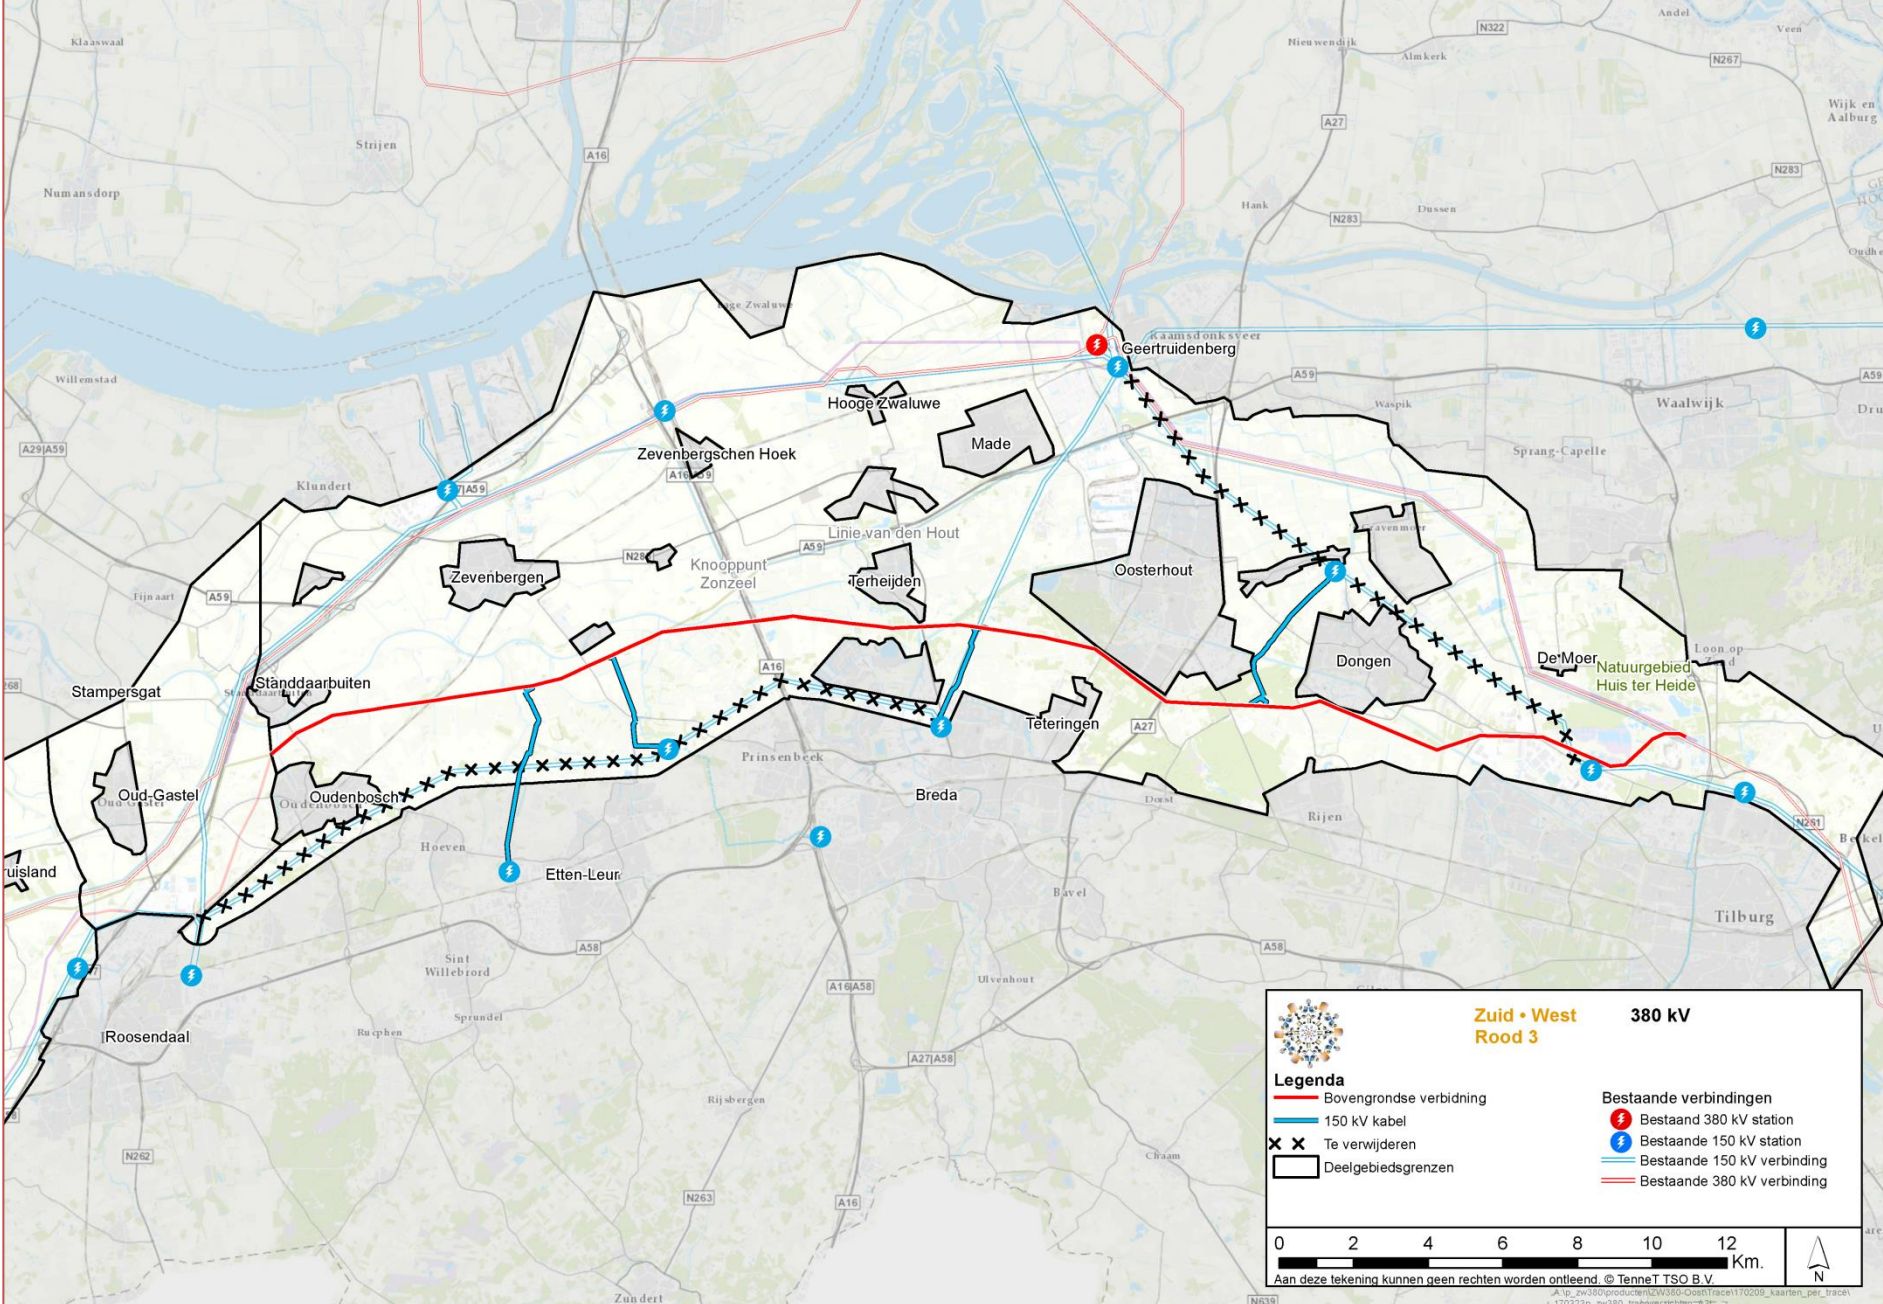 Klaaswaal
Strijen
Numansdorp
A16
Nieuwendijk
N322
Andel
Veen
Almkerk
N267
A27
Wijk en
Aalburg
N283
Hank
N283
Dussen
Willemstad
Raamsdonksveer
Geertruidenberg
A59
A59
Waspik
Waalwijk
Hooge Zwaluwe
Made
Zevenbergschen Hoek
A29|A59
Klundert
Sprang-Capelle
Linie van den Hout
A59
Knooppunt
Zonzeel
Zevenbergen
Terheijden
Oosterhout
Fijnaart
A59
A16
Standdaarbuiten
Stampersgat
Dongen
De Moer
Natuurgebied
Huis ter Heide
Loon op
Teteringen
A27
Prinsenbeek
Oud-Gastel
Oudenbosch
Breda
Dorst
Rijen
N261
Hoeven
Etten-Leur
Bavel
Tilburg
A58
A58
Sint
Willebrord
Ulvenhout
A16|A58
Roosendaal
Rucphen
Sprundel
A27|A58
Rijsbergen
N262
Chaam
N263
A16
Zundert
N639
Zuid • West 380 kV
Rood 3
Legenda
Bovengrondse verbidning
150 kV kabel
Te verwijderen
Deelgebiedsgrenzen
Bestaande verbindingen
Bestaand 380 kV station
Bestaande 150 kV station
Bestaande 150 kV verbinding
Bestaande 380 kV verbinding
0 2 4 6 8 10 12
Km.
N
Aan deze tekening kunnen geen rechten worden ontleend. © TenneT TSO B.V.